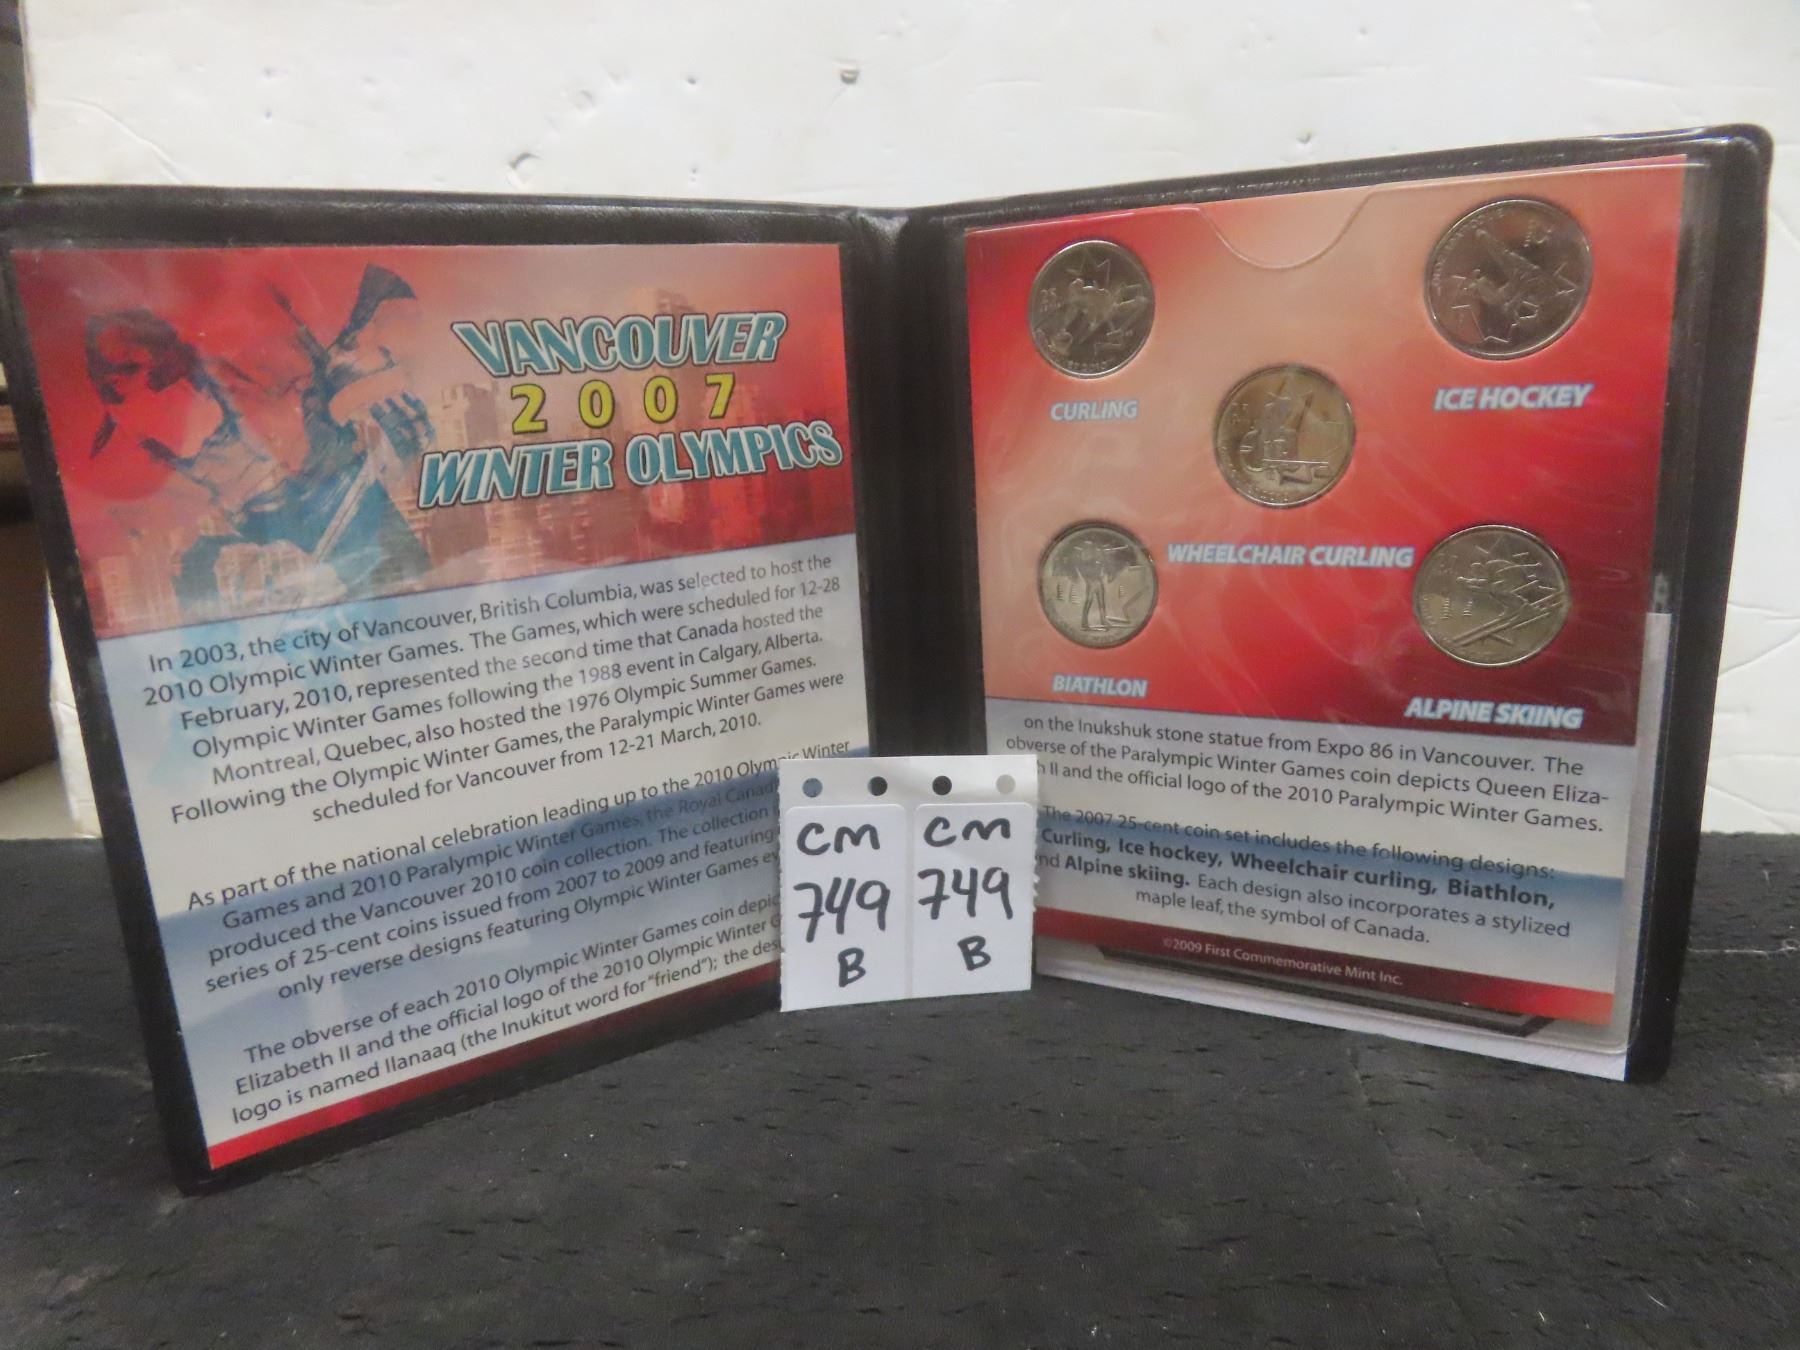 VANCOUVER
2007
WINTER OLYMPICS
In 2003, the city of Vancouver, British Columbia, was selected to host the
2010 Olympic Winter Games. The Games, which were scheduled for 12-28
February, 2010, represented the second time that Canada hosted the
Olympic Winter Games following the 1988 event in Calgary, Alberta.
Montreal, Quebec, also hosted the 1976 Olympic Summer Games.
Following the Olympic Winter Games, the Paralympic Winter Games were
scheduled for Vancouver from 12-21 March, 2010.
As part of the national celebration leading up to the 2010 Olympic Winter
Games and 2010 Paralympic Winter Games, the Royal Canad
produced the Vancouver 2010 coin collection. The collection
series of 25-cent coins issued from 2007 to 2009 and featuring
only reverse designs featuring Olympic Winter Games ev
The obverse of each 2010 Olympic Winter Games coin depic
Elizabeth II and the official logo of the 2010 Olympic Winter G
logo is named Ilanaaq (the Inukitut word for "friend"); the des
CURLING
ICE HOCKEY
WHEELCHAIR CURLING
BIATHLON
ALPINE SKIING
on the Inukshuk stone statue from Expo 86 in Vancouver. The
obverse of the Paralympic Winter Games coin depicts Queen Eliza-
h II and the official logo of the 2010 Paralympic Winter Games.
The 2007 25-cent coin set includes the following designs:
Curling, Ice hockey, Wheelchair curling, Biathlon,
nd Alpine skiing. Each design also incorporates a stylized
maple leaf, the symbol of Canada.
©2009 First Commemorative Mint Inc.
CM
749
B
CM
749
B